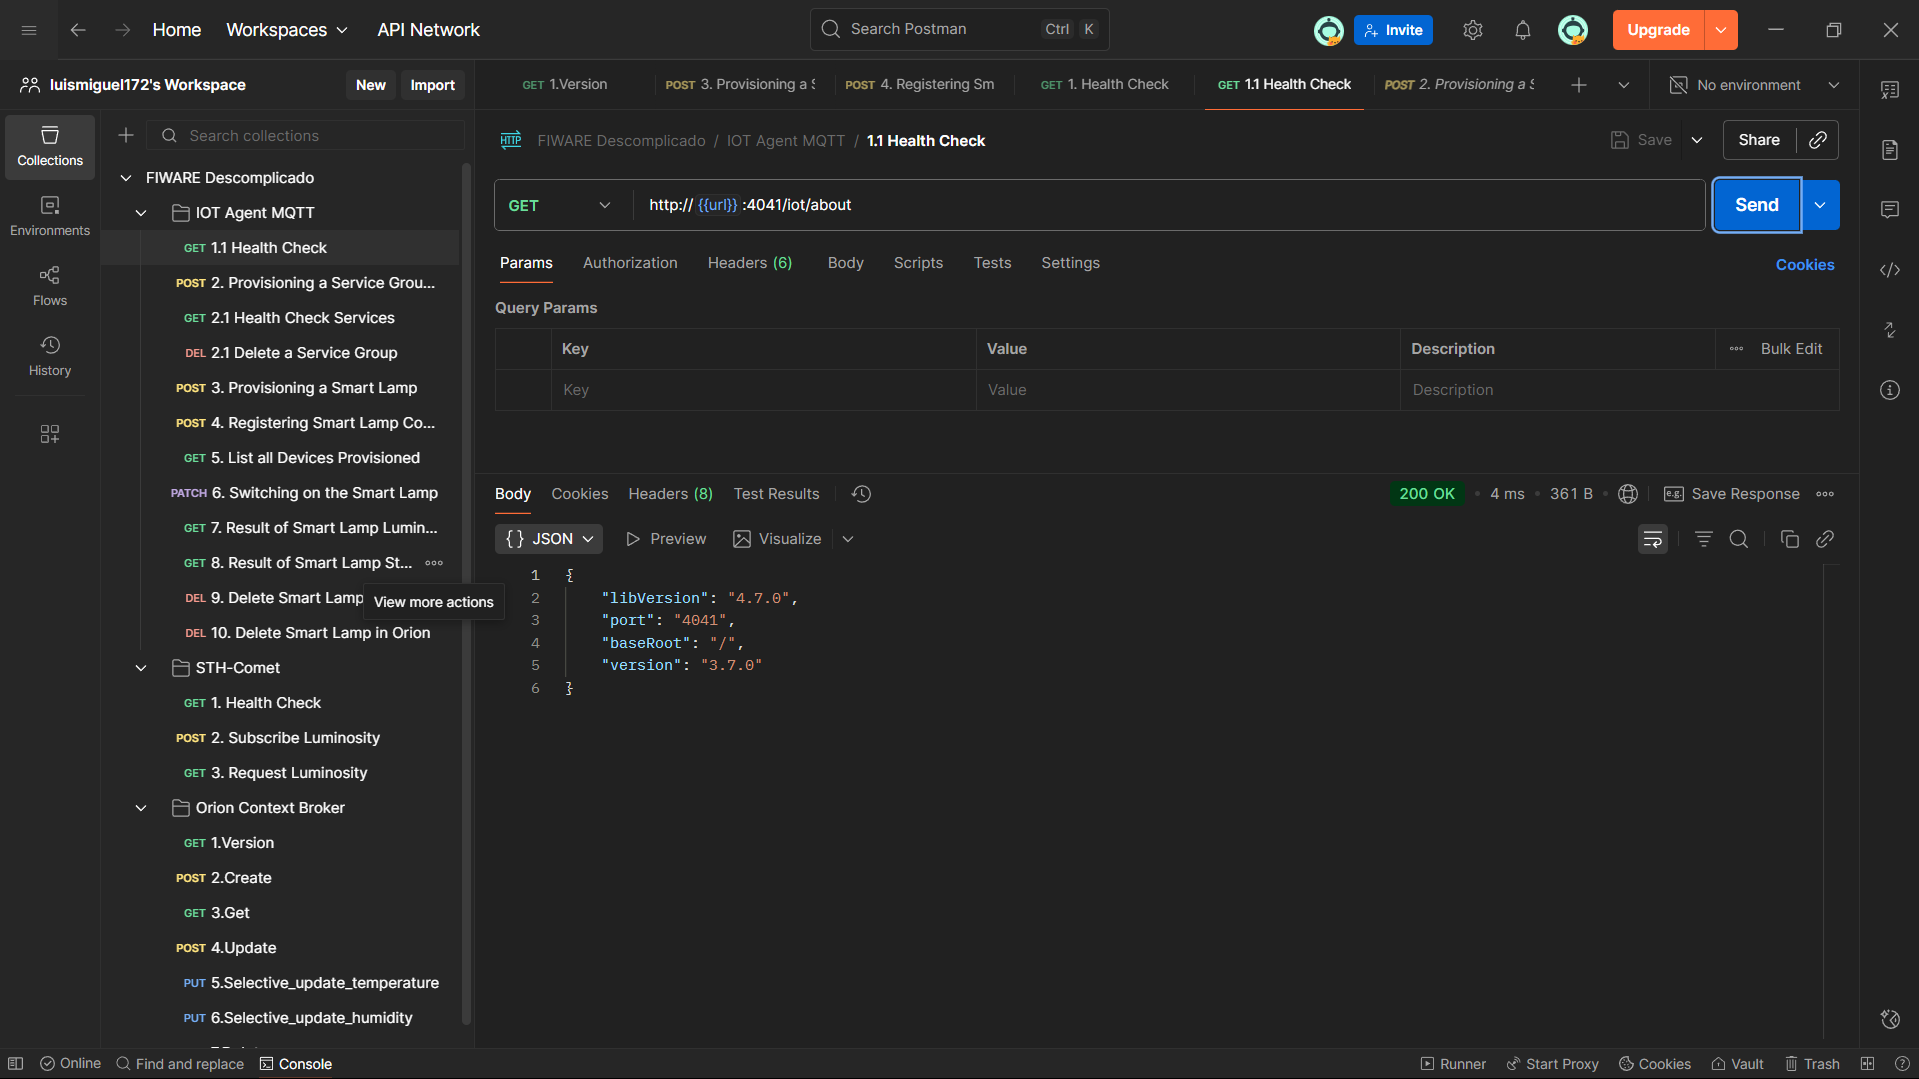 Home
Workspaces
API Network
Search Postman
Ctrl K
Invite
Upgrade
luismiguel172's Workspace
New
Import
GET 1.Version
POST 3. Provisioning a S
POST 4. Registering Sm
GET 1. Health Check
GET 1.1 Health Check
POST 2. Provisioning a S
No environment
Collections
Environments
Flows
History
Search collections
FIWARE Descomplicado
IOT Agent MQTT
GET 1.1 Health Check
POST 2. Provisioning a Service Grou...
GET 2.1 Health Check Services
DEL 2.1 Delete a Service Group
POST 3. Provisioning a Smart Lamp
POST 4. Registering Smart Lamp Co...
GET 5. List all Devices Provisioned
PATCH 6. Switching on the Smart Lamp
GET 7. Result of Smart Lamp Lumin...
GET 8. Result of Smart Lamp St...
DEL 9. Delete Smart Lamp
View more actions
DEL 10. Delete Smart Lamp in Orion
STH-Comet
GET 1. Health Check
POST 2. Subscribe Luminosity
GET 3. Request Luminosity
Orion Context Broker
GET 1.Version
POST 2.Create
GET 3.Get
POST 4.Update
PUT 5.Selective_update_temperature
PUT 6.Selective_update_humidity
HTTP FIWARE Descomplicado / IOT Agent MQTT / 1.1 Health Check
Save
Share
GET http://{{url}}:4041/iot/about
Send
Params Authorization Headers (6) Body Scripts Tests Settings
Cookies
Query Params
Key Value Description Bulk Edit
Key Value Description
Body Cookies Headers (8) Test Results
200 OK • 4 ms • 361 B • e.g. Save Response
{} JSON Preview Visualize
1 {
2 "libVersion": "4.7.0",
3 "port": "4041",
4 "baseRoot": "/",
5 "version": "3.7.0"
6 }
Online
Find and replace
Console
Runner
Start Proxy
Cookies
Vault
Trash